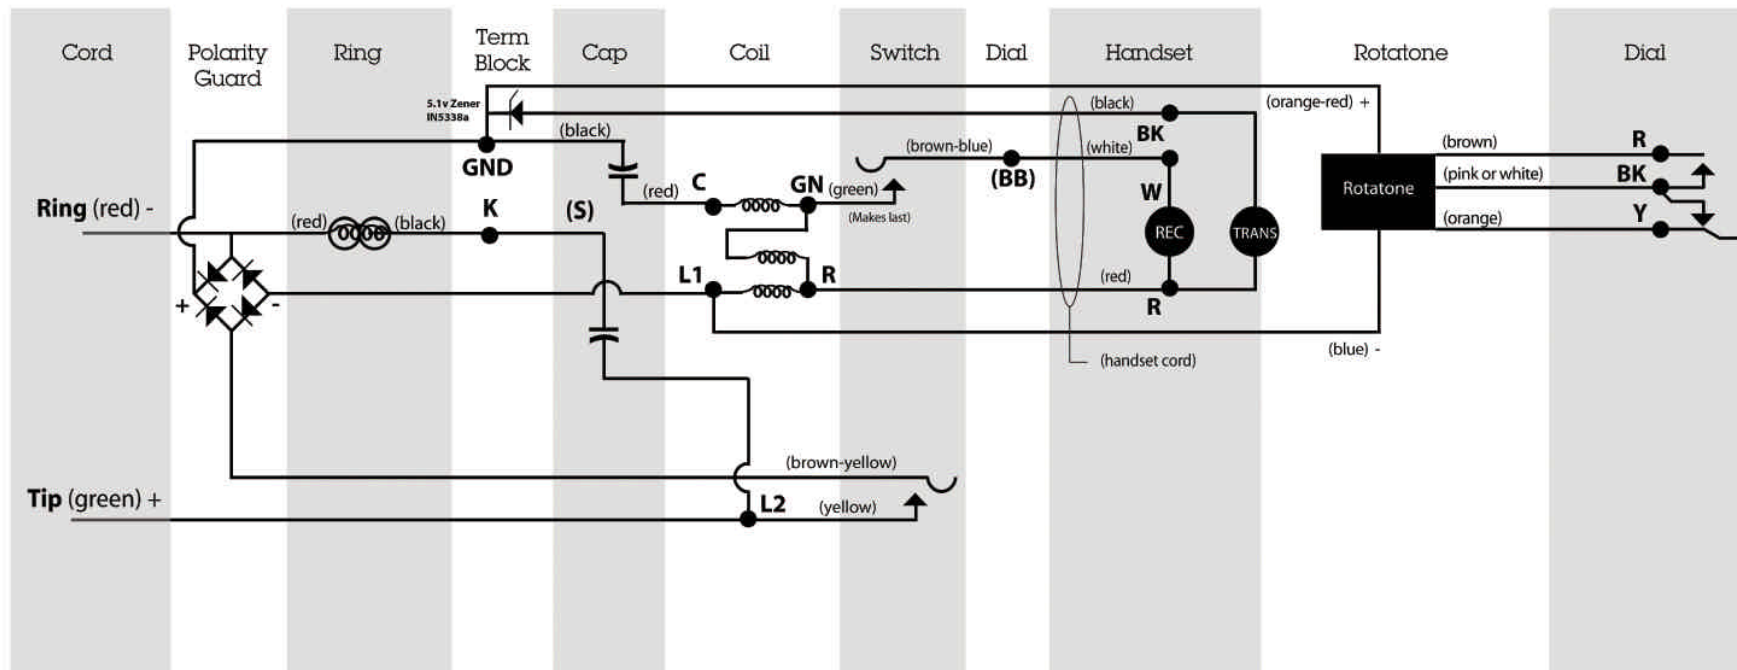 Cord
Polarity
Guard
Ring
Term
Block
Cap
Coil
Switch
Dial
Handset
Rotatone
Dial
5.1v Zener
IN5338a
(black)
(orange-red) +
(black)
BK
(brown-blue)
(white)
(brown)
R
GND
(BB)
(pink or white)
BK
(red)
C
GN
(green)
(Makes last)
W
Rotatone
Ring (red) -
(red)
(black)
K
(S)
(orange)
Y
REC
TRANS
L1
R
(red)
+
-
R
(blue) -
(handset cord)
(brown-yellow)
Tip (green) +
L2
(yellow)